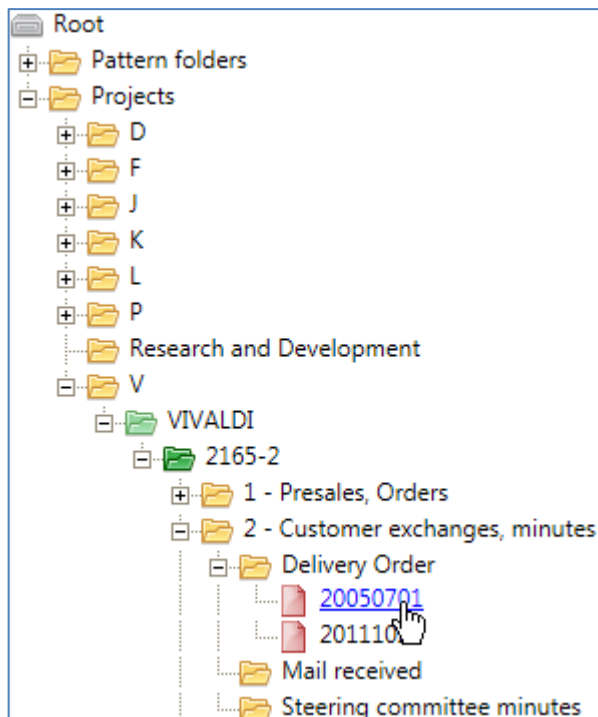 Root
Pattern folders
Projects
D
F
J
K
L
P
Research and Development
V
VIVALDI
2165-2
1 - Presales, Orders
2 - Customer exchanges, minutes
Delivery Order
20050701
Mail received
Steering committee minutes